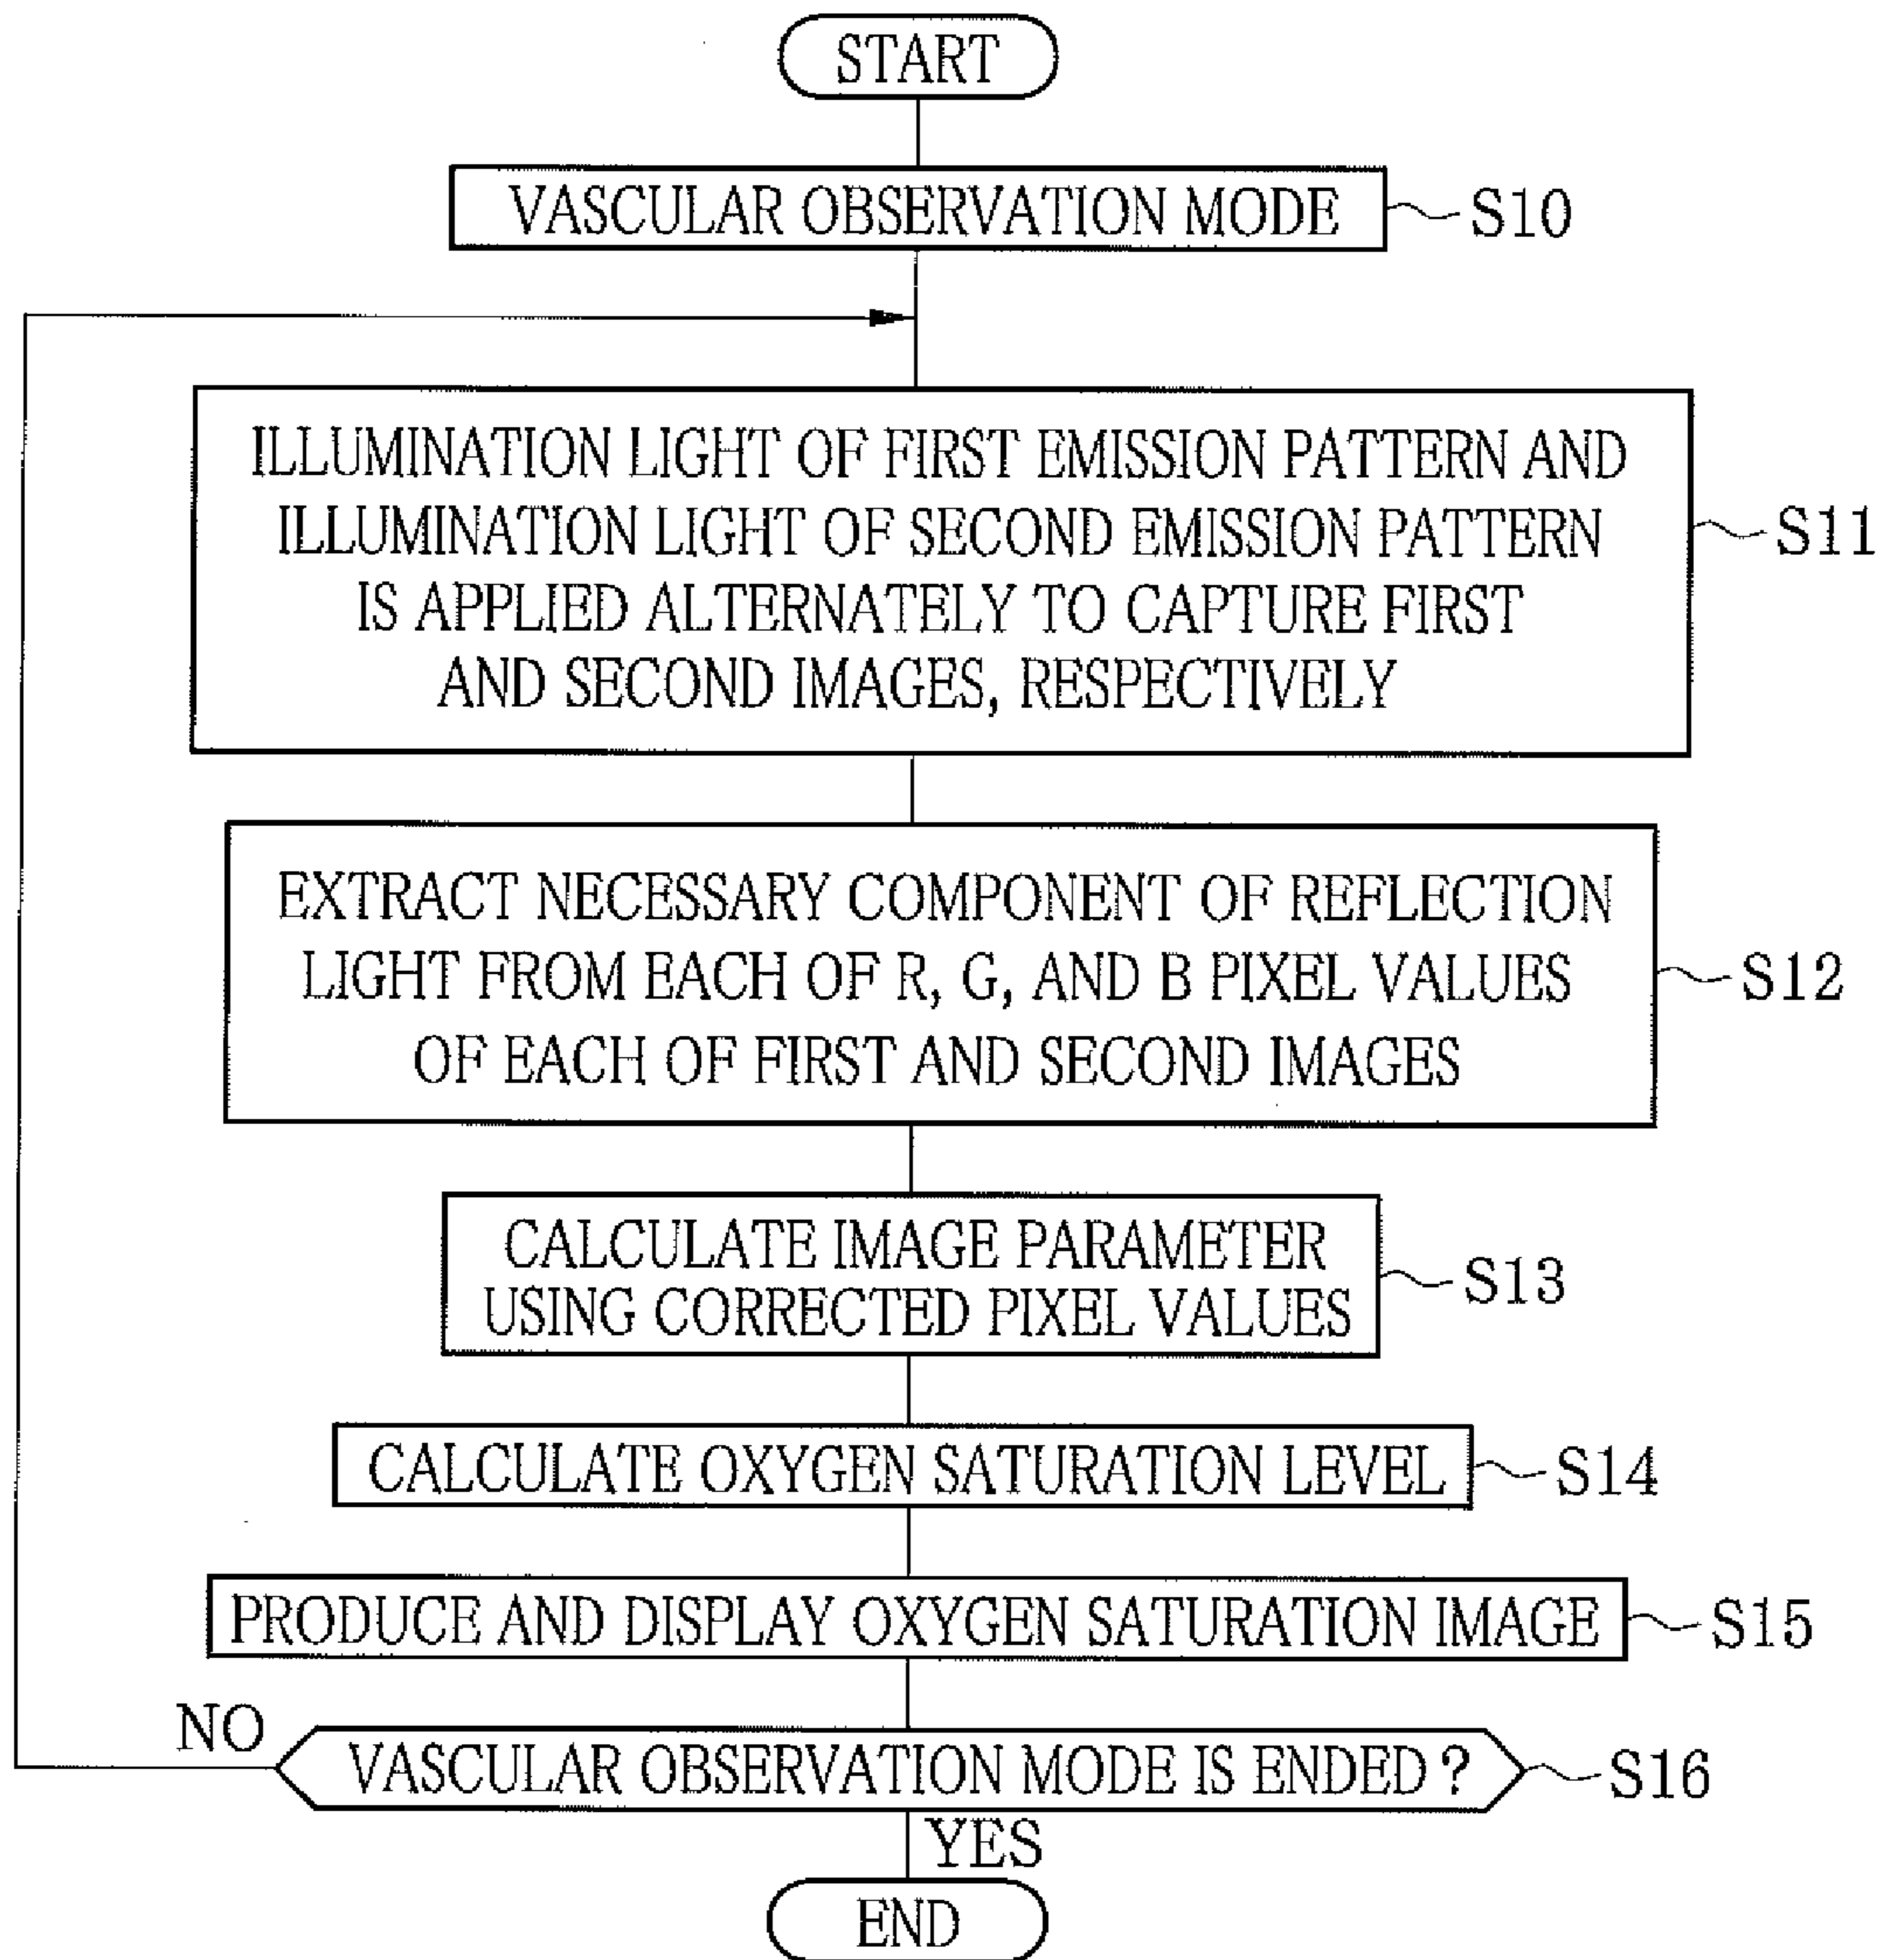 START
VASCULAR OBSERVATION MODE
S10
ILLUMINATION LIGHT OF FIRST EMISSION PATTERN AND
ILLUMINATION LIGHT OF SECOND EMISSION PATTERN
IS APPLIED ALTERNATELY TO CAPTURE FIRST
AND SECOND IMAGES, RESPECTIVELY
S11
EXTRACT NECESSARY COMPONENT OF REFLECTION
LIGHT FROM EACH OF R, G, AND B PIXEL VALUES
OF EACH OF FIRST AND SECOND IMAGES
S12
CALCULATE IMAGE PARAMETER
USING CORRECTED PIXEL VALUES
S13
CALCULATE OXYGEN SATURATION LEVEL
S14
PRODUCE AND DISPLAY OXYGEN SATURATION IMAGE
S15
NO
VASCULAR OBSERVATION MODE IS ENDED ?
S16
YES
END